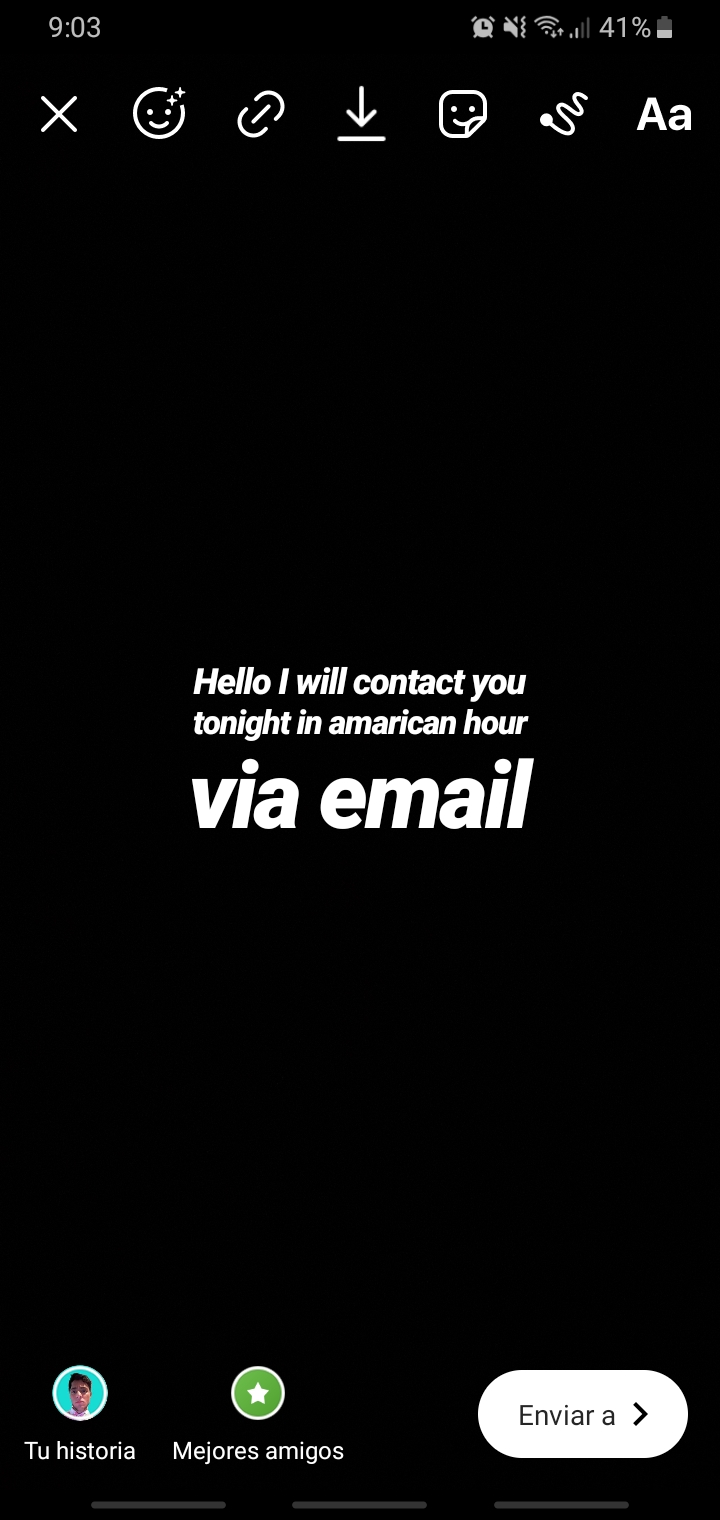 9:03
41%
Aa
Hello I will contact you
tonight in amarican hour
via email
Enviar a
Tu historia
Mejores amigos